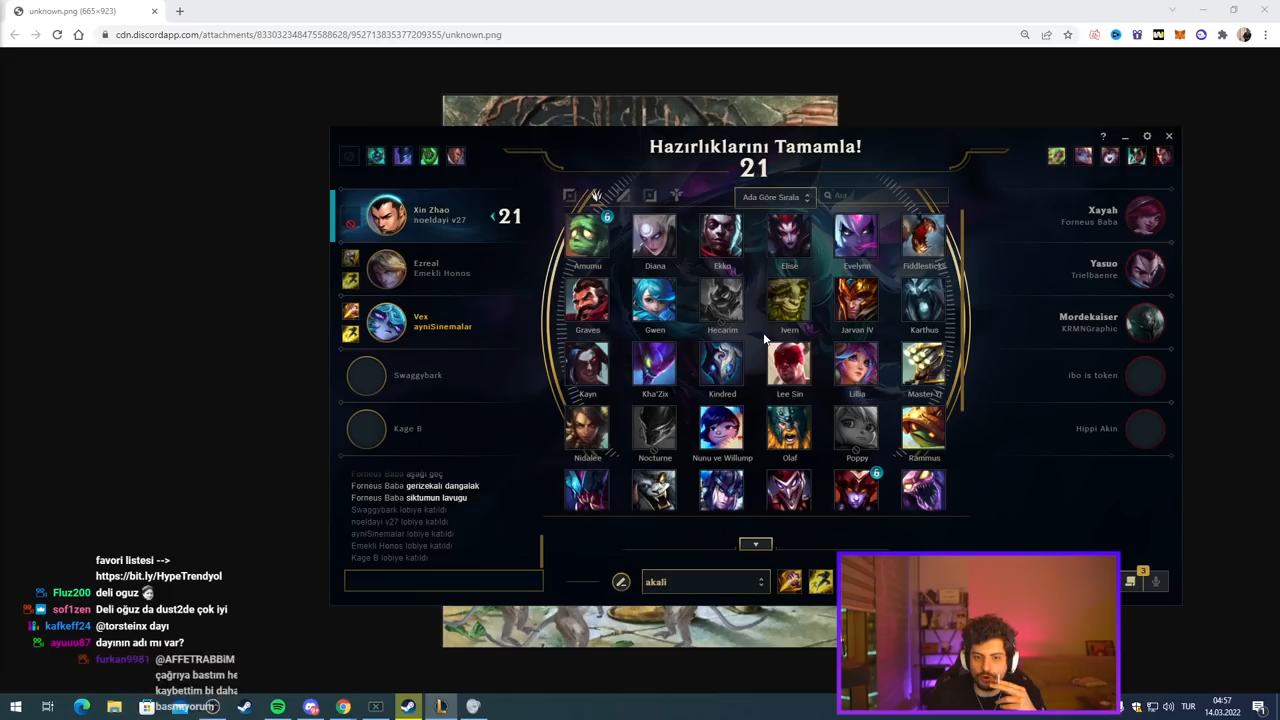 unknown.png (665×923)
cdn.discordapp.com/attachments/833032348475588628/952713835377209355/unknown.png
Hazırlıklarını Tamamla!
21
Xin Zhao
noeldayi v27
21
Ezreal
Emekli Honos
Vex
ayniSinemalar
Swaggybark
Kage B
Ada Göre Sırala
Ara
Amumu
Diana
Ekko
Elise
Evelynn
Fiddlesticks
Graves
Gwen
Hecarim
Ivern
Jarvan IV
Karthus
Kayn
Kha'Zix
Kindred
Lee Sin
Lillia
Master Yi
Nidalee
Nocturne
Nunu ve Willump
Olaf
Poppy
Rammus
Xayah
Forneus Baba
Yasuo
Trielbaenre
Mordekaiser
KRMNGraphic
ibo is token
Hippi Akin
Forneus Baba aşağı geç
Forneus Baba gerizekalı dangalak
Forneus Baba siktumun lavugu
Swaggybark lobiye katıldı
noeldayi v27 lobiye katıldı
ayniSinemalar lobiye katıldı
Emekli Honos lobiye katıldı
Kage B lobiye katıldı
akali
3
favori listesi -->
https://bit.ly/HypeTrendyol
Fluz200 deli oguz
sof1zen Deli oğuz da dust2de çok iyi
kafkeff24 @torsteinx dayı
ayuuu87 dayının adı mı var?
furkan9981 @AFFETRABBiM
çağrıya bastım he
kaybettim bi daha
basmıyorum
TUR
04:57
14.03.2022